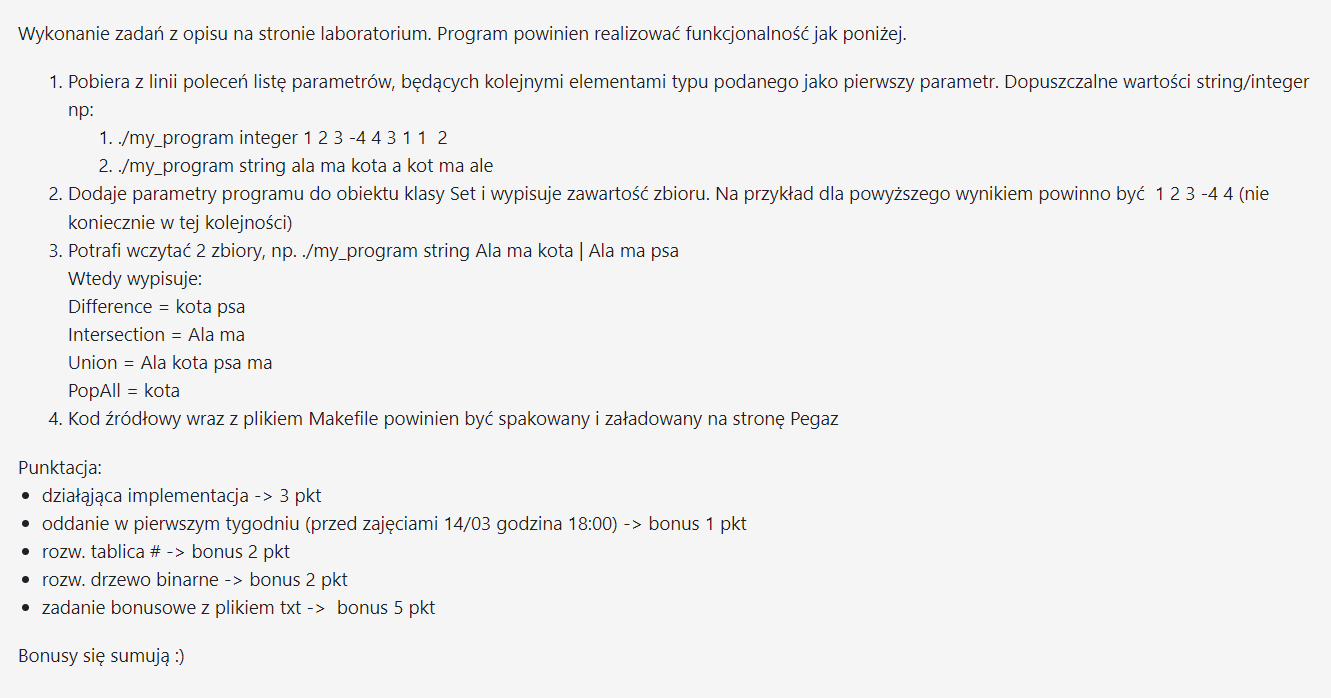 Wykonanie zadań z opisu na stronie laboratorium. Program powinien realizować funkcjonalność jak poniżej.
1. Pobiera z linii poleceń listę parametrów, będących kolejnymi elementami typu podanego jako pierwszy parametr. Dopuszczalne wartości string/integer
np:
1. ./my_program integer 1 2 3 -4 4 3 1 1  2
2. ./my_program string ala ma kota a kot ma ale
2. Dodaje parametry programu do obiektu klasy Set i wypisuje zawartość zbioru. Na przykład dla powyższego wynikiem powinno być  1 2 3 -4 4 (nie
koniecznie w tej kolejności)
3. Potrafi wczytać 2 zbiory, np. ./my_program string Ala ma kota | Ala ma psa
Wtedy wypisuje:
Difference = kota psa
Intersection = Ala ma
Union = Ala kota psa ma
PopAll = kota
4. Kod źródłowy wraz z plikiem Makefile powinien być spakowany i załadowany na stronę Pegaz
Punktacja:
• działąjąca implementacja -> 3 pkt
• oddanie w pierwszym tygodniu (przed zajęciami 14/03 godzina 18:00) -> bonus 1 pkt
• rozw. tablica # -> bonus 2 pkt
• rozw. drzewo binarne -> bonus 2 pkt
• zadanie bonusowe z plikiem txt ->  bonus 5 pkt
Bonusy się sumują :)